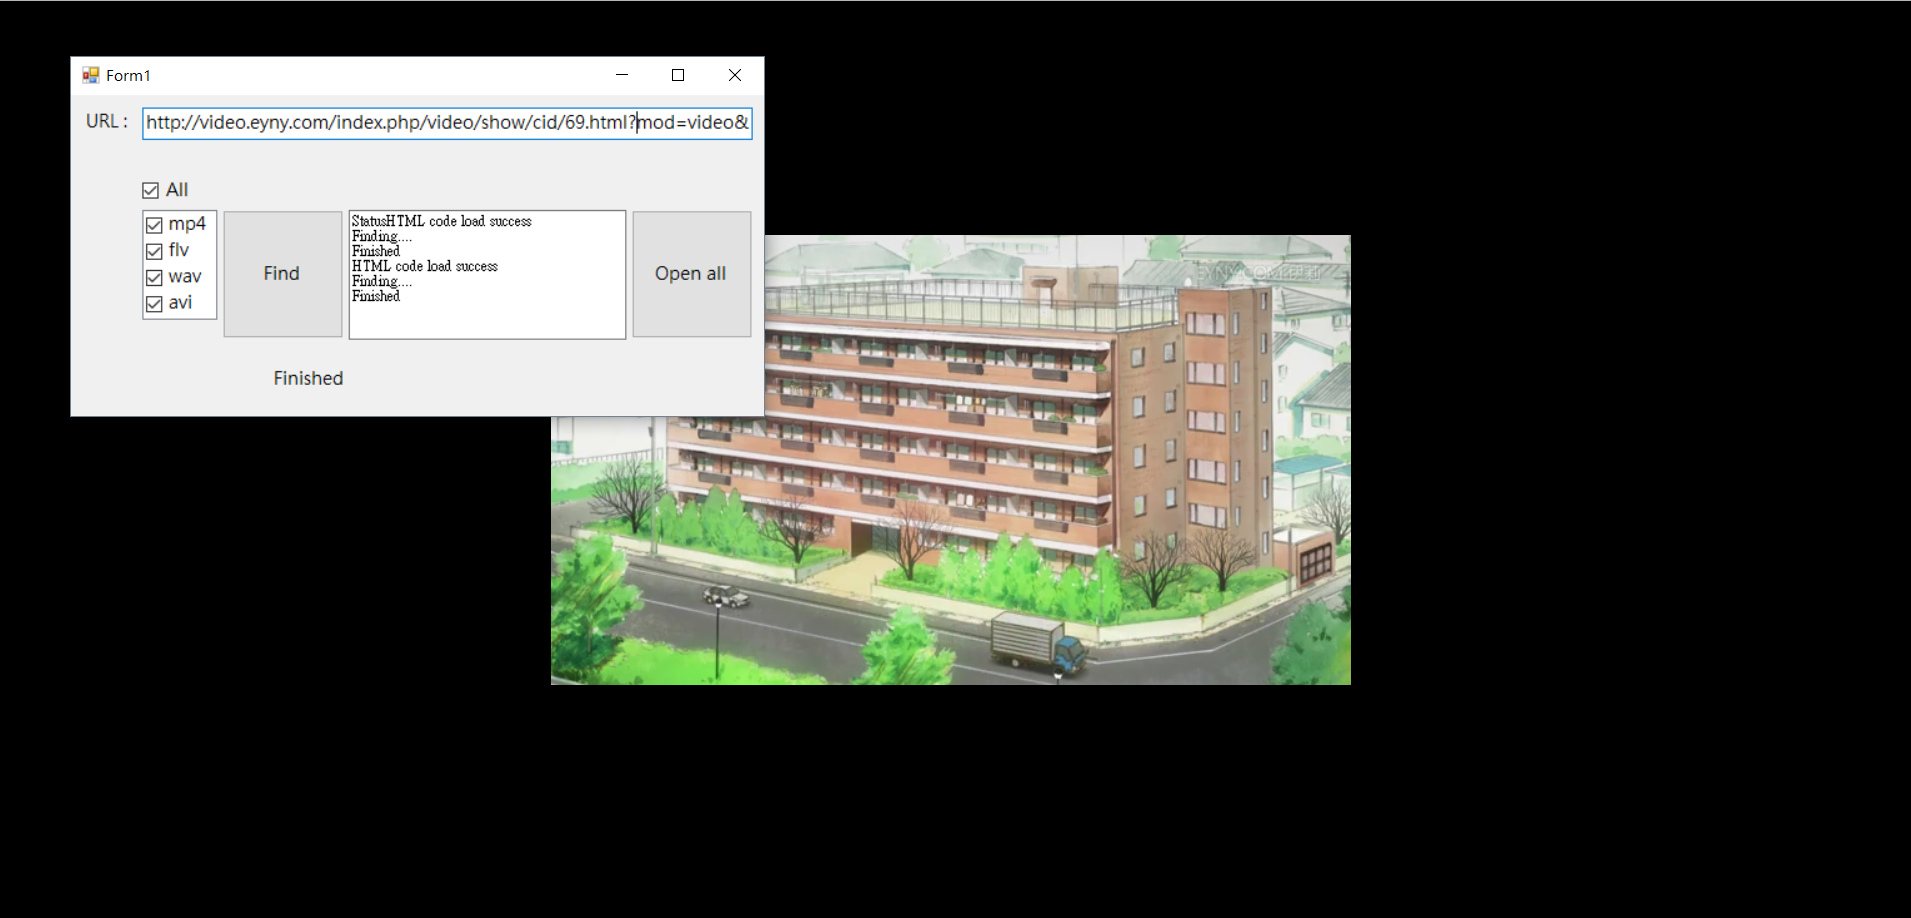 Form1
URL :
http://video.eyny.com/index.php/video/show/cid/69.html?mod=video&
All
mp4
flv
wav
avi
Find
StatusHTML code load success
Finding....
Finished
HTML code load success
Finding....
Finished
Open all
Finished